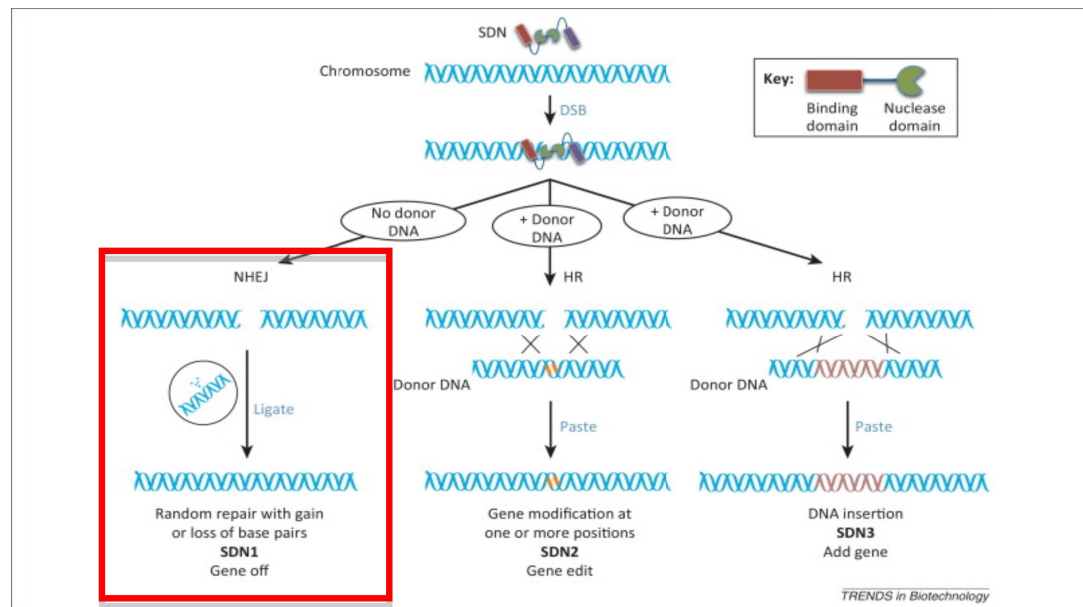 SDN
Chromosome
Key:
Binding
domain
Nuclease
domain
DSB
No donor
DNA
+ Donor
DNA
+ Donor
DNA
NHEJ
HR
HR
Donor DNA
Donor DNA
Ligate
Paste
Paste
Random repair with gain
or loss of base pairs
SDN1
Gene off
Gene modification at
one or more positions
SDN2
Gene edit
DNA insertion
SDN3
Add gene
TRENDS in Biotechnology